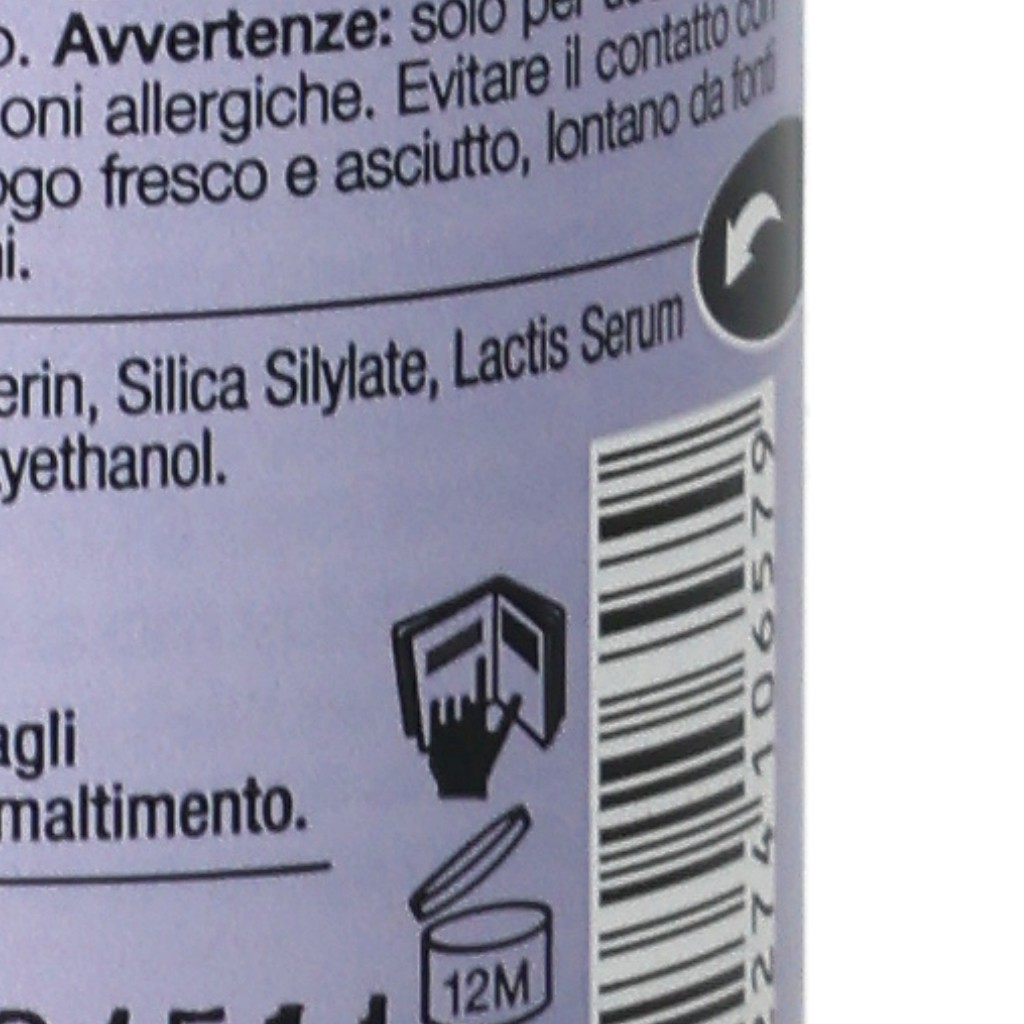 Avvertenze: solo per
oni allergiche. Evitare il contatto con
ogo fresco e asciutto, lontano da fonti
i.
erin, Silica Silylate, Lactis Serum
yethanol.
agli
maltimento.
12M
2274106579